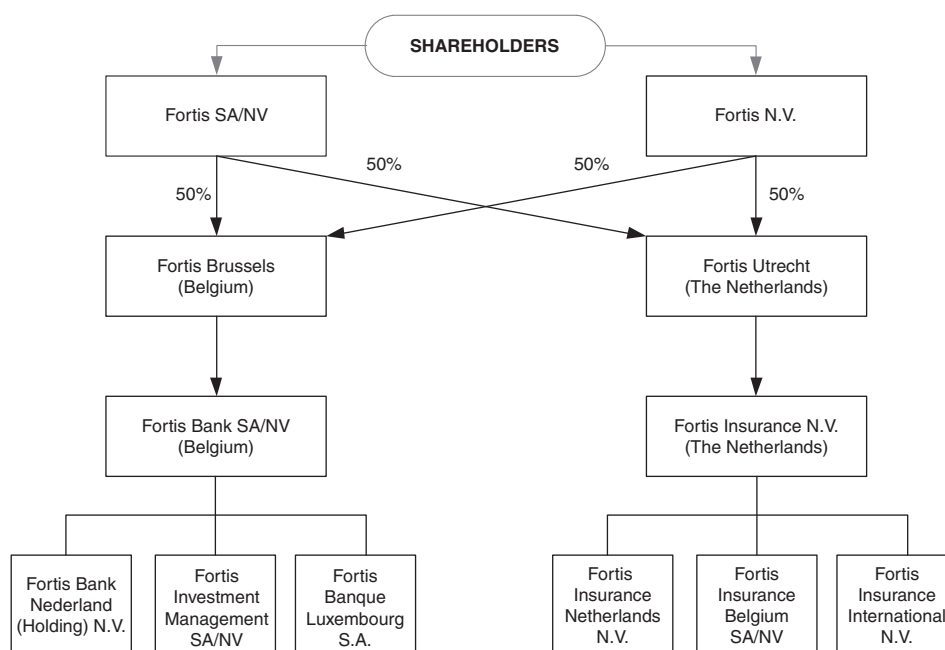 SHAREHOLDERS
Fortis SA/NV
Fortis N.V.
50%
50%
50%
50%
Fortis Brussels
(Belgium)
Fortis Utrecht
(The Netherlands)
Fortis Bank SA/NV
(Belgium)
Fortis Insurance N.V.
(The Netherlands)
Fortis Bank
Nederland
(Holding) N.V.
Fortis
Investment
Management
SA/NV
Fortis
Banque
Luxembourg
S.A.
Fortis
Insurance
Netherlands
N.V.
Fortis
Insurance
Belgium
SA/NV
Fortis
Insurance
International
N.V.